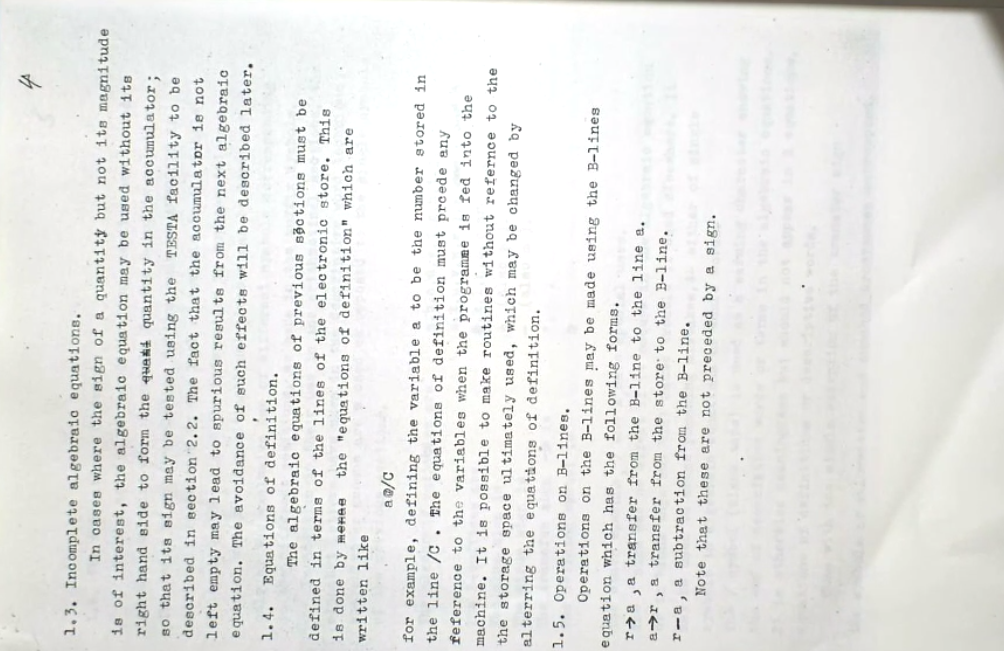 4
1.3. Incomplete algebraic equations.
In cases where the sign of a quantity but not its magnitude
is of interest, the algebraic equation may be used without its
right hand side to form the quati quantity in the accumulator;
so that its sign may be tested using the TESTA facility to be
described in section 2.2. The fact that the accumulator is not
left empty may lead to spurious results from the next algebraic
equation. The avoidance of such effects will be described later.
1.4. Equations of definition.
The algebraic equations of previous sections must be
defined in terms of the lines of the electronic store. This
is done by menas the "equations of definition" which are
written like
a@/C
for example, defining the variable a to be the number stored in
the line /C . The equations of definition must prcede any
reference to the variables when the programme is fed into the
machine. It is possible to make routines without refernce to the
the storage space ultimately used, which may be changed by
alterring the equations of definition.
1.5. Operations on B-lines.
Operations on the B-lines may be made using the B-lines
equation which has the following forms.
r→a ,a transfer from the B-line to the line a.
a→r, a transfer from the store to the B-line.
r-a, a subtraction from the B-line.
Note that these are not preceded by a sign.